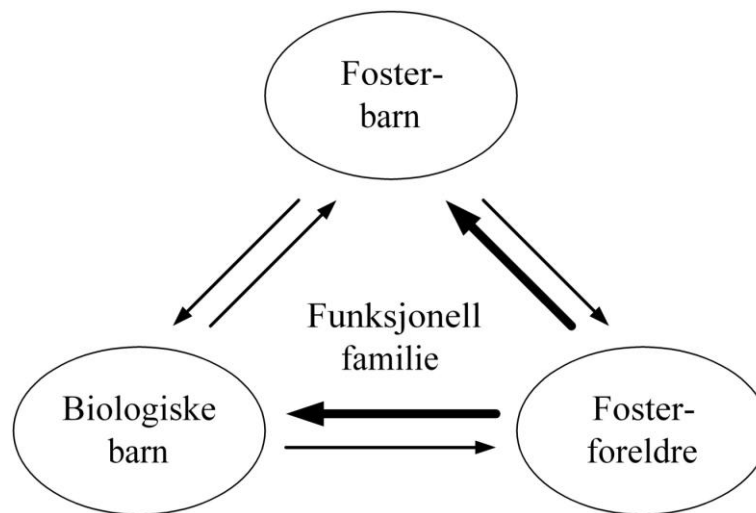 Foster-
barn
Funksjonell
familie
Biologiske
barn
Foster-
foreldre